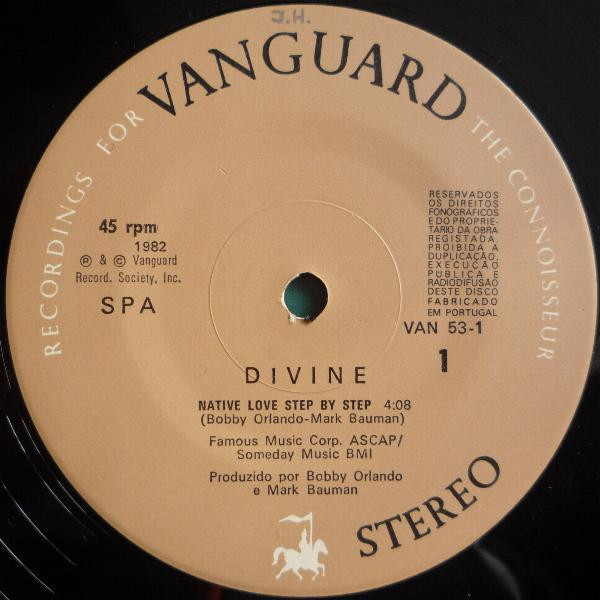 J.H.
RECORDINGS FOR VANGUARD THE CONNOISSEUR
45 rpm
1982
℗ & © Vanguard
Record. Society, Inc.
SPA
RESERVADOS
OS DIREITOS
FONOGRÁFICOS
E DO PROPRIE-
TÁRIO DA OBRA
REGISTADA.
PROIBIDA A
DUPLICAÇÃO,
EXECUÇÃO
PÚBLICA E
RADIODIFUSÃO
DESTE DISCO
FABRICADO
EM PORTUGAL
VAN 53-1
1
DIVINE
NATIVE LOVE STEP BY STEP 4:08
(Bobby Orlando-Mark Bauman)
Famous Music Corp. ASCAP/
Someday Music BMI
Produzido por Bobby Orlando
e Mark Bauman
STEREO